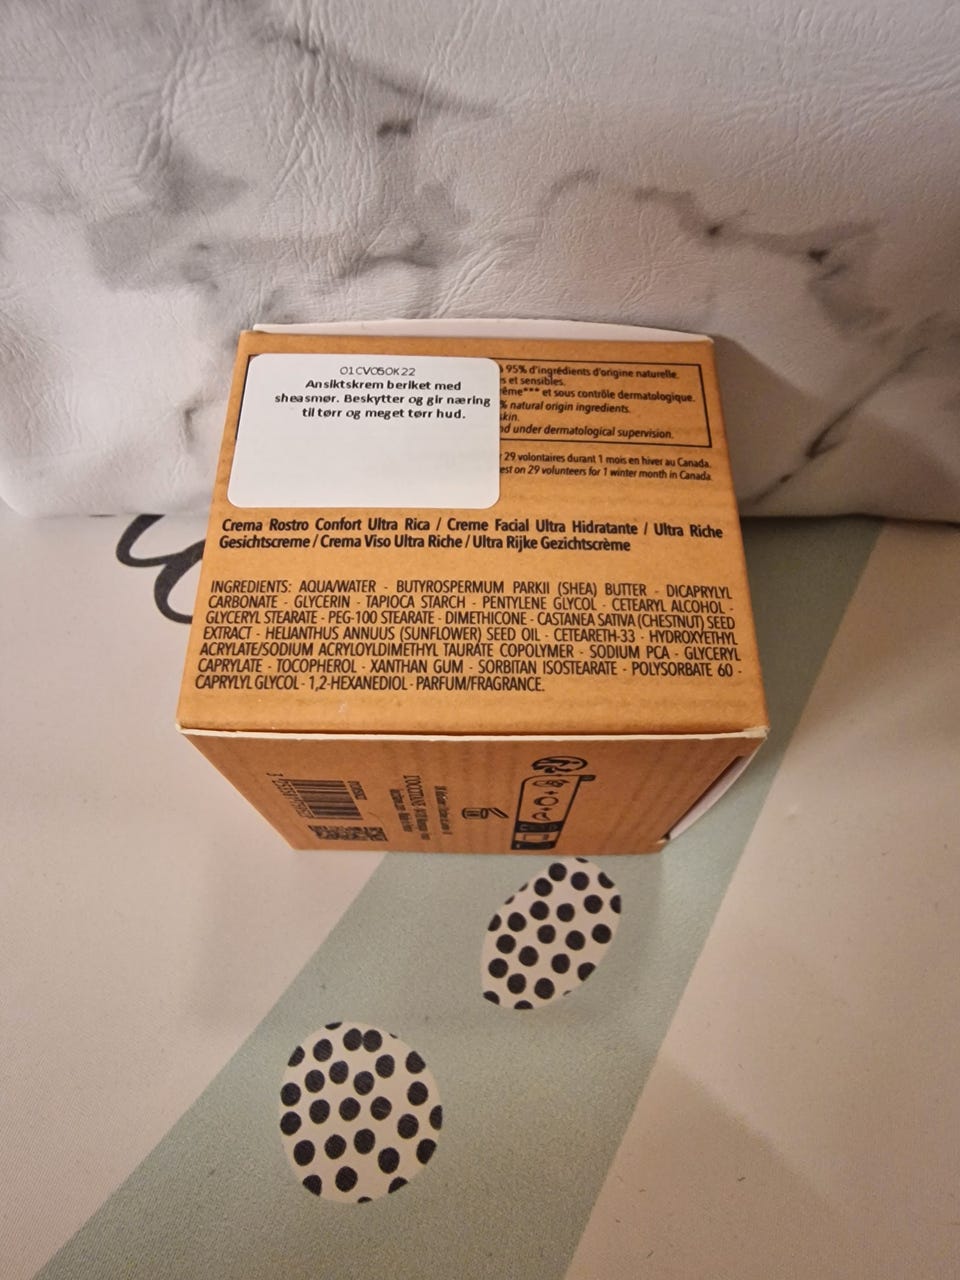 01CV050K22
Ansiktskrem beriket med
sheasmør. Beskytter og gir næring
til tørr og meget tørr hud.
95% d'ingrédients d'origine naturelle.
et sensibles.
et sous contrôle dermatologique.
% natural origin ingredients.
skin.
under dermatological supervision.
29 volontaires durant 1 mois en hiver au Canada.
on 29 volunteers for 1 winter month in Canada.
Crema Rostro Confort Ultra Rica / Creme Facial Ultra Hidratante / Ultra Riche
Gesichtscreme / Crema Viso Ultra Riche / Ultra Rijke Gezichtscrème
INGREDIENTS: AQUA/WATER - BUTYROSPERMUM PARKII (SHEA) BUTTER - DICAPRYLYL
CARBONATE - GLYCERIN - TAPIOCA STARCH - PENTYLENE GLYCOL - CETEARYL ALCOHOL -
GLYCERYL STEARATE - PEG-100 STEARATE - DIMETHICONE - CASTANEA SATIVA (CHESTNUT) SEED
EXTRACT - HELIANTHUS ANNUUS (SUNFLOWER) SEED OIL - CETEARETH-33 - HYDROXYETHYL
ACRYLATE/SODIUM ACRYLOYLDIMETHYL TAURATE COPOLYMER - SODIUM PCA - GLYCERYL
CAPRYLATE - TOCOPHEROL - XANTHAN GUM - SORBITAN ISOSTEARATE - POLYSORBATE 60 -
CAPRYLYL GLYCOL - 1,2-HEXANEDIOL - PARFUM/FRAGRANCE.
L'OCCITANE